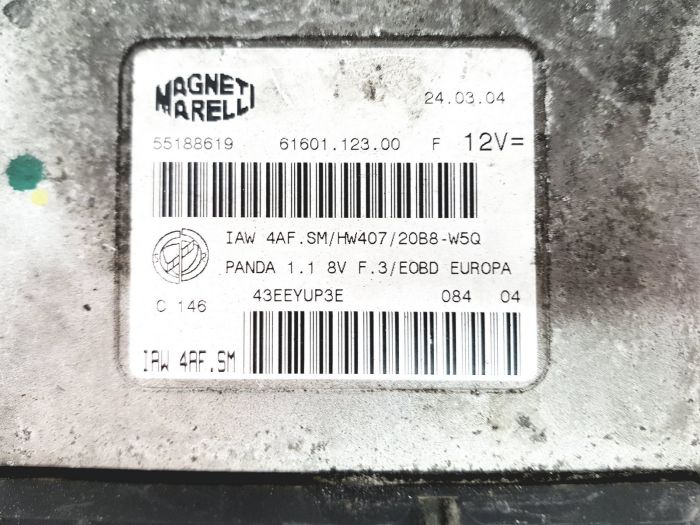 MAGNETI
MARELLI
24.03.04
55188619 61601.123.00 F 12V=
IAW 4AF.SM/HW407/20B8-W5Q
PANDA 1.1 8V F.3/EOBD EUROPA
C 146 43EEYUP3E 084 04
IAW 4AF.SM